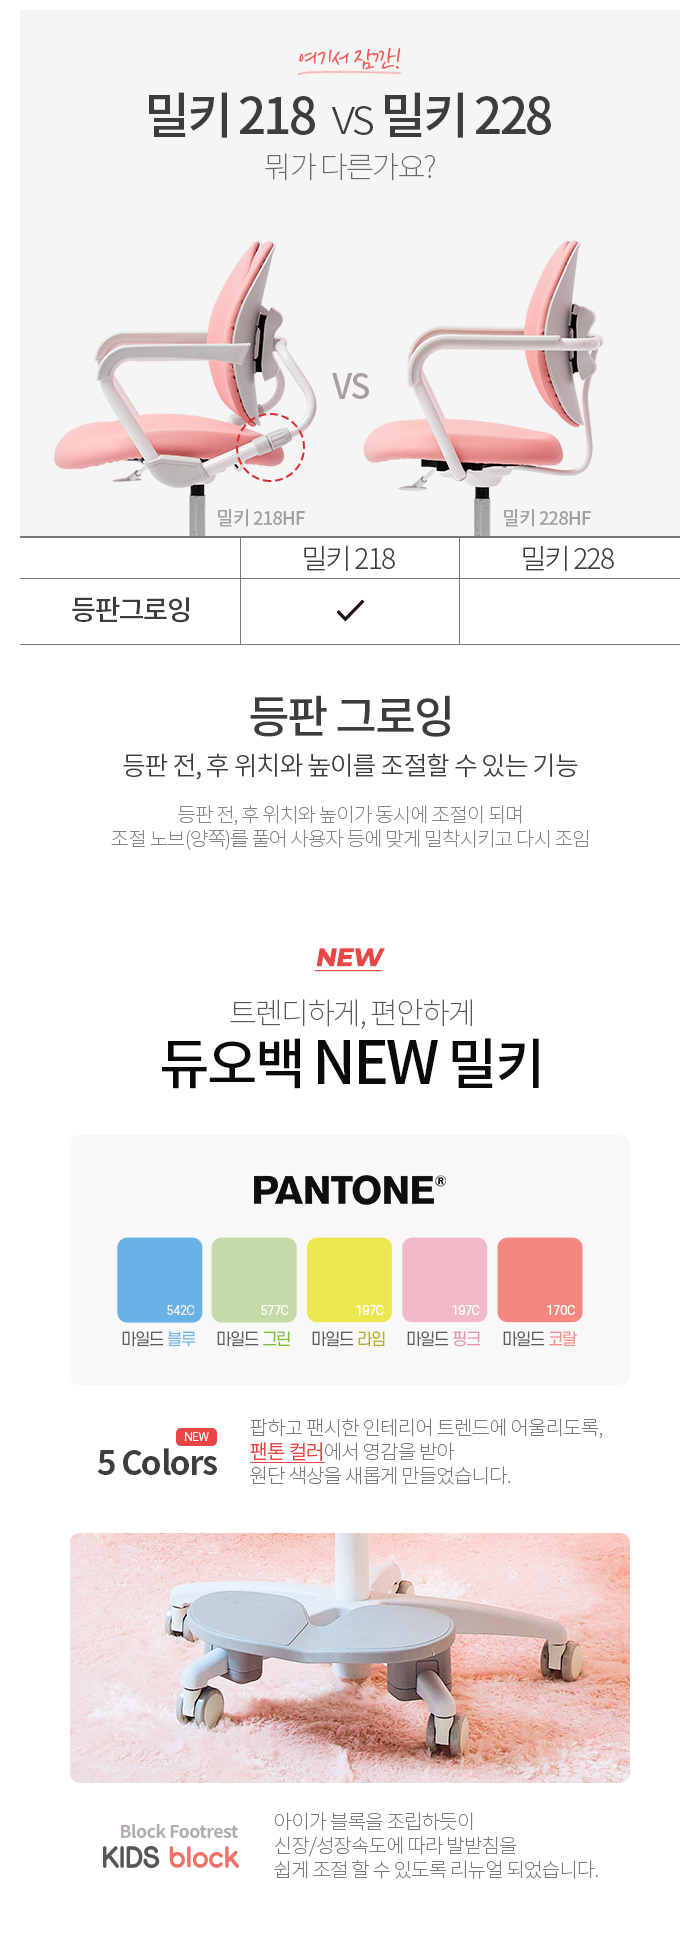 여기서 잠깐!
밀키 218 VS 밀키 228
뭐가 다른가요?
VS
밀키 218HF
밀키 228HF
밀키 218
밀키 228
등판그로잉
✓
등판 그로잉
등판 전, 후 위치와 높이를 조절할 수 있는 기능
등판 전, 후 위치와 높이가 동시에 조절이 되며
조절 노브(양쪽)를 풀어 사용자 등에 맞게 밀착시키고 다시 조임
NEW
트렌디하게, 편안하게
듀오백 NEW 밀키
PANTONE®
542C
577C
197C
197C
170C
마일드 블루
마일드 그린
마일드 라임
마일드 핑크
마일드 코랄
NEW
5 Colors
팝하고 팬시한 인테리어 트렌드에 어울리도록,
팬톤 컬러에서 영감을 받아
원단 색상을 새롭게 만들었습니다.
Block Footrest
KIDS block
아이가 블록을 조립하듯이
신장/성장속도에 따라 발받침을
쉽게 조절 할 수 있도록 리뉴얼 되었습니다.